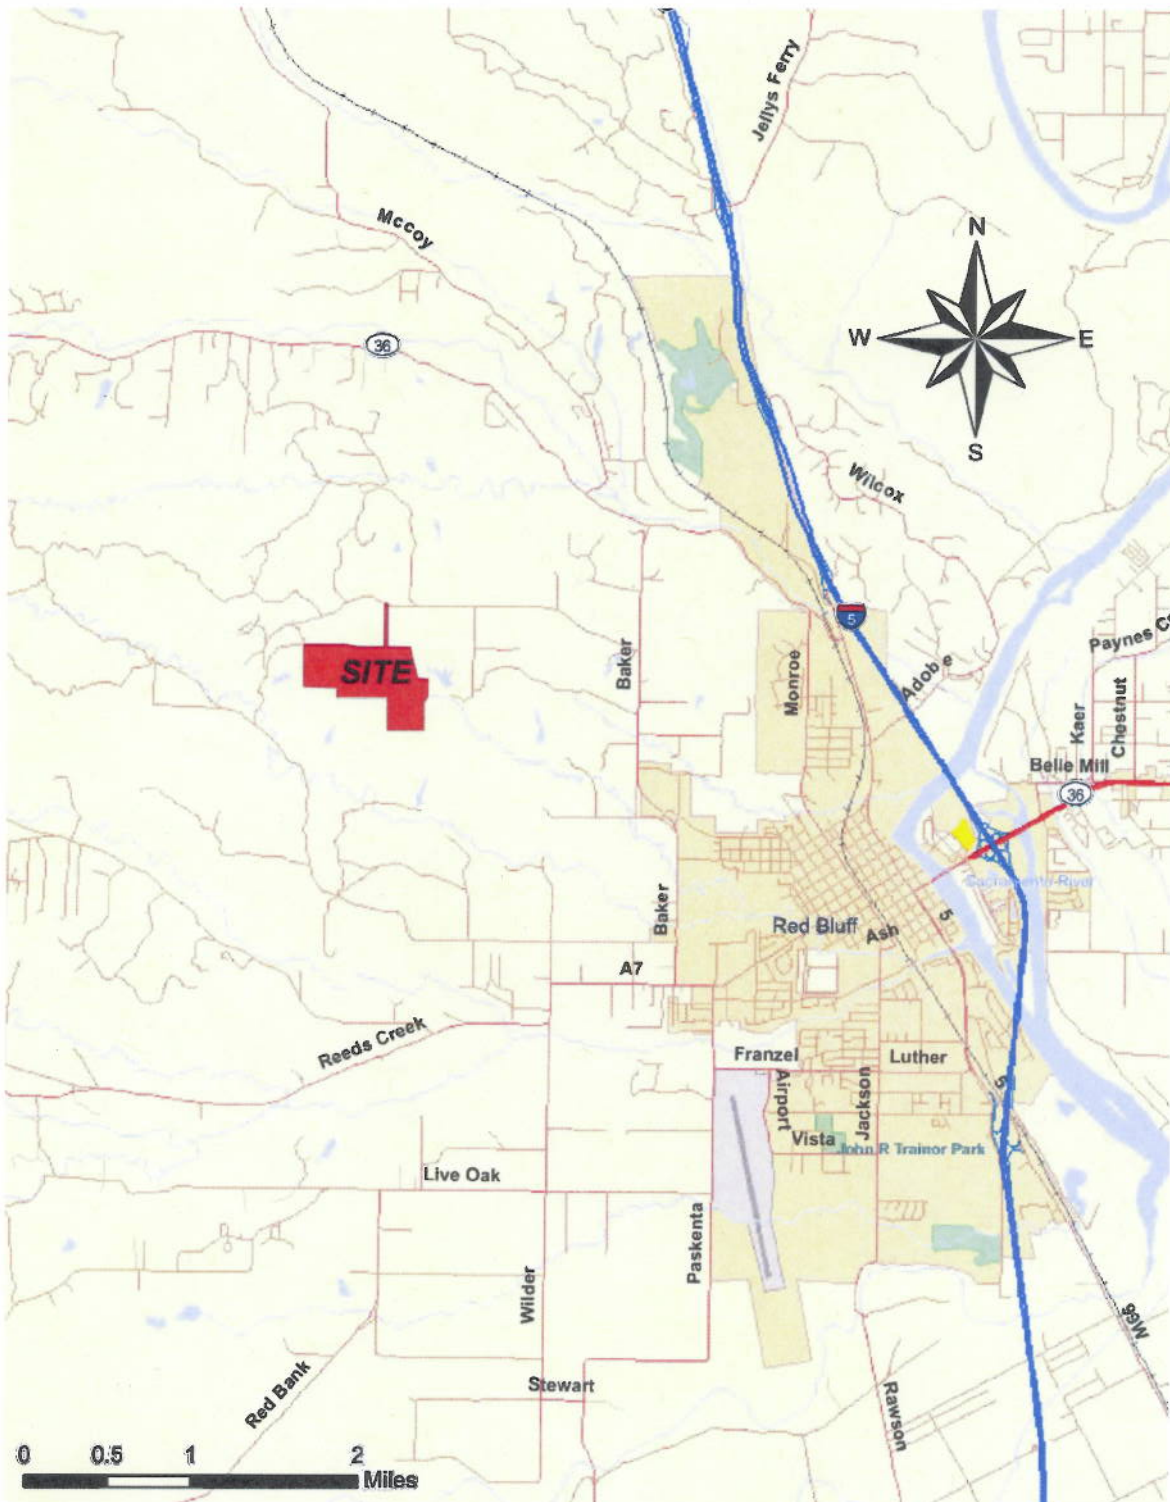 Jellys Ferry
Mccoy
N
36
W
E
S
Wilcox
5
Paynes
SITE
Baker
Monroe
Adobe
Kaer
Chestnut
Belle Mill
36
Sacramento River
Baker
Red Bluff
Ash
5
A7
Reeds Creek
Franzel
Luther
Airport
Jackson
5
Vista
John R Trainor Park
Live Oak
Paskenta
Wilder
M66
Stewart
Red Bank
Rawson
0 0.5 1 2
Miles